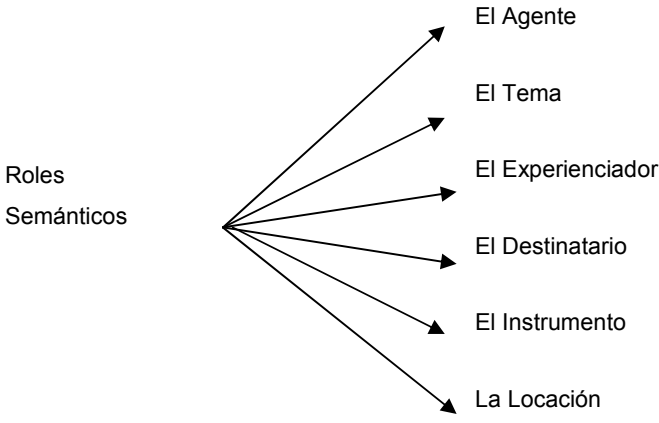 El Agente
El Tema
El Experienciador
Roles
Semánticos
El Destinatario
El Instrumento
La Locación